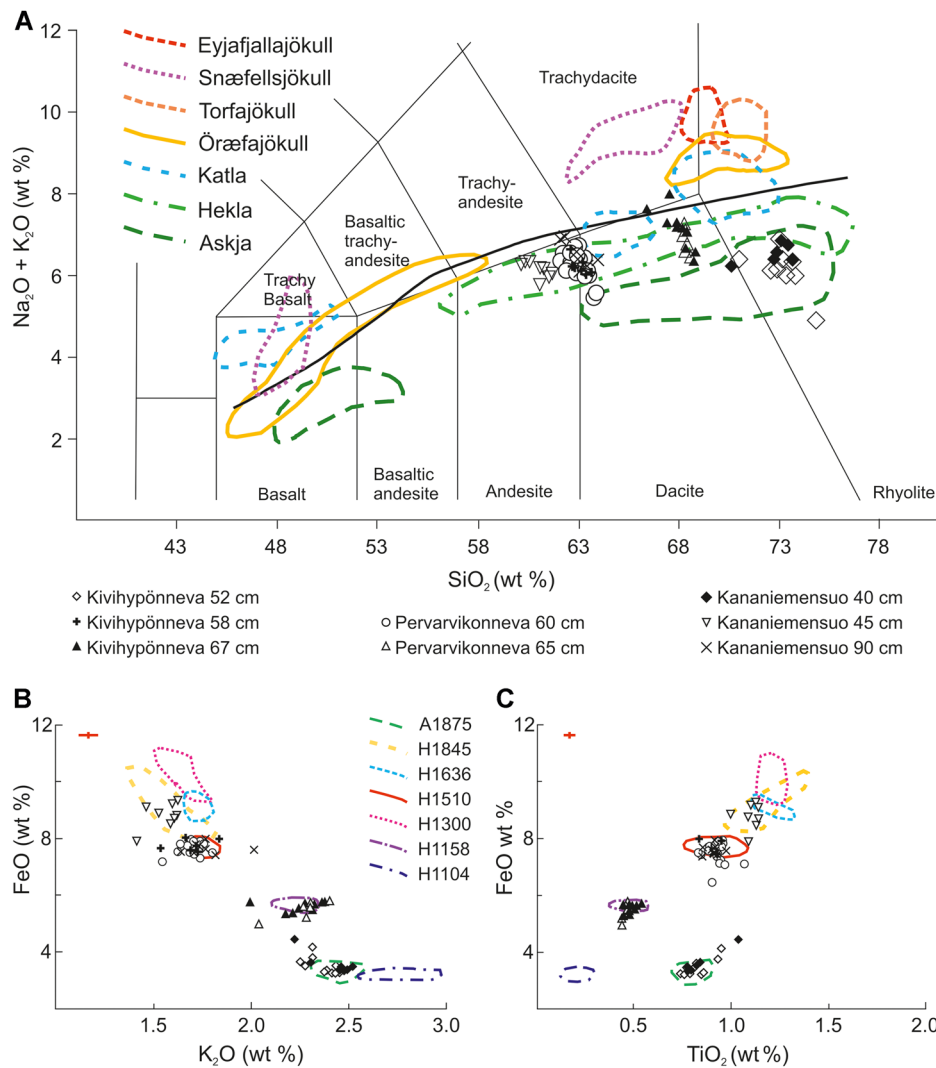 A
12
10
8
6
4
2
Na₂O + K₂O (wt %)
Eyjafjallajökull
Snæfellsjökull
Torfajökull
Öræfajökull
Katla
Hekla
Askja
Trachydacite
Trachy-
andesite
Basaltic
trachy-
andesite
Trachy
Basalt
Basalt
Basaltic
andesite
Andesite
Dacite
Rhyolite
43 48 53 58 63 68 73 78
SiO₂ (wt %)
Kivihypönneva 52 cm
Kivihypönneva 58 cm
Kivihypönneva 67 cm
Pervarvikonneva 60 cm
Pervarvikonneva 65 cm
Kananiemensuo 40 cm
Kananiemensuo 45 cm
Kananiemensuo 90 cm
B
12
8
4
FeO (wt %)
A1875
H1845
H1636
H1510
H1300
H1158
H1104
1.5 2.0 2.5 3.0
K₂O (wt %)
C
12
8
4
FeO wt %
0.5 1.0 1.5 2.0
TiO₂ (wt %)